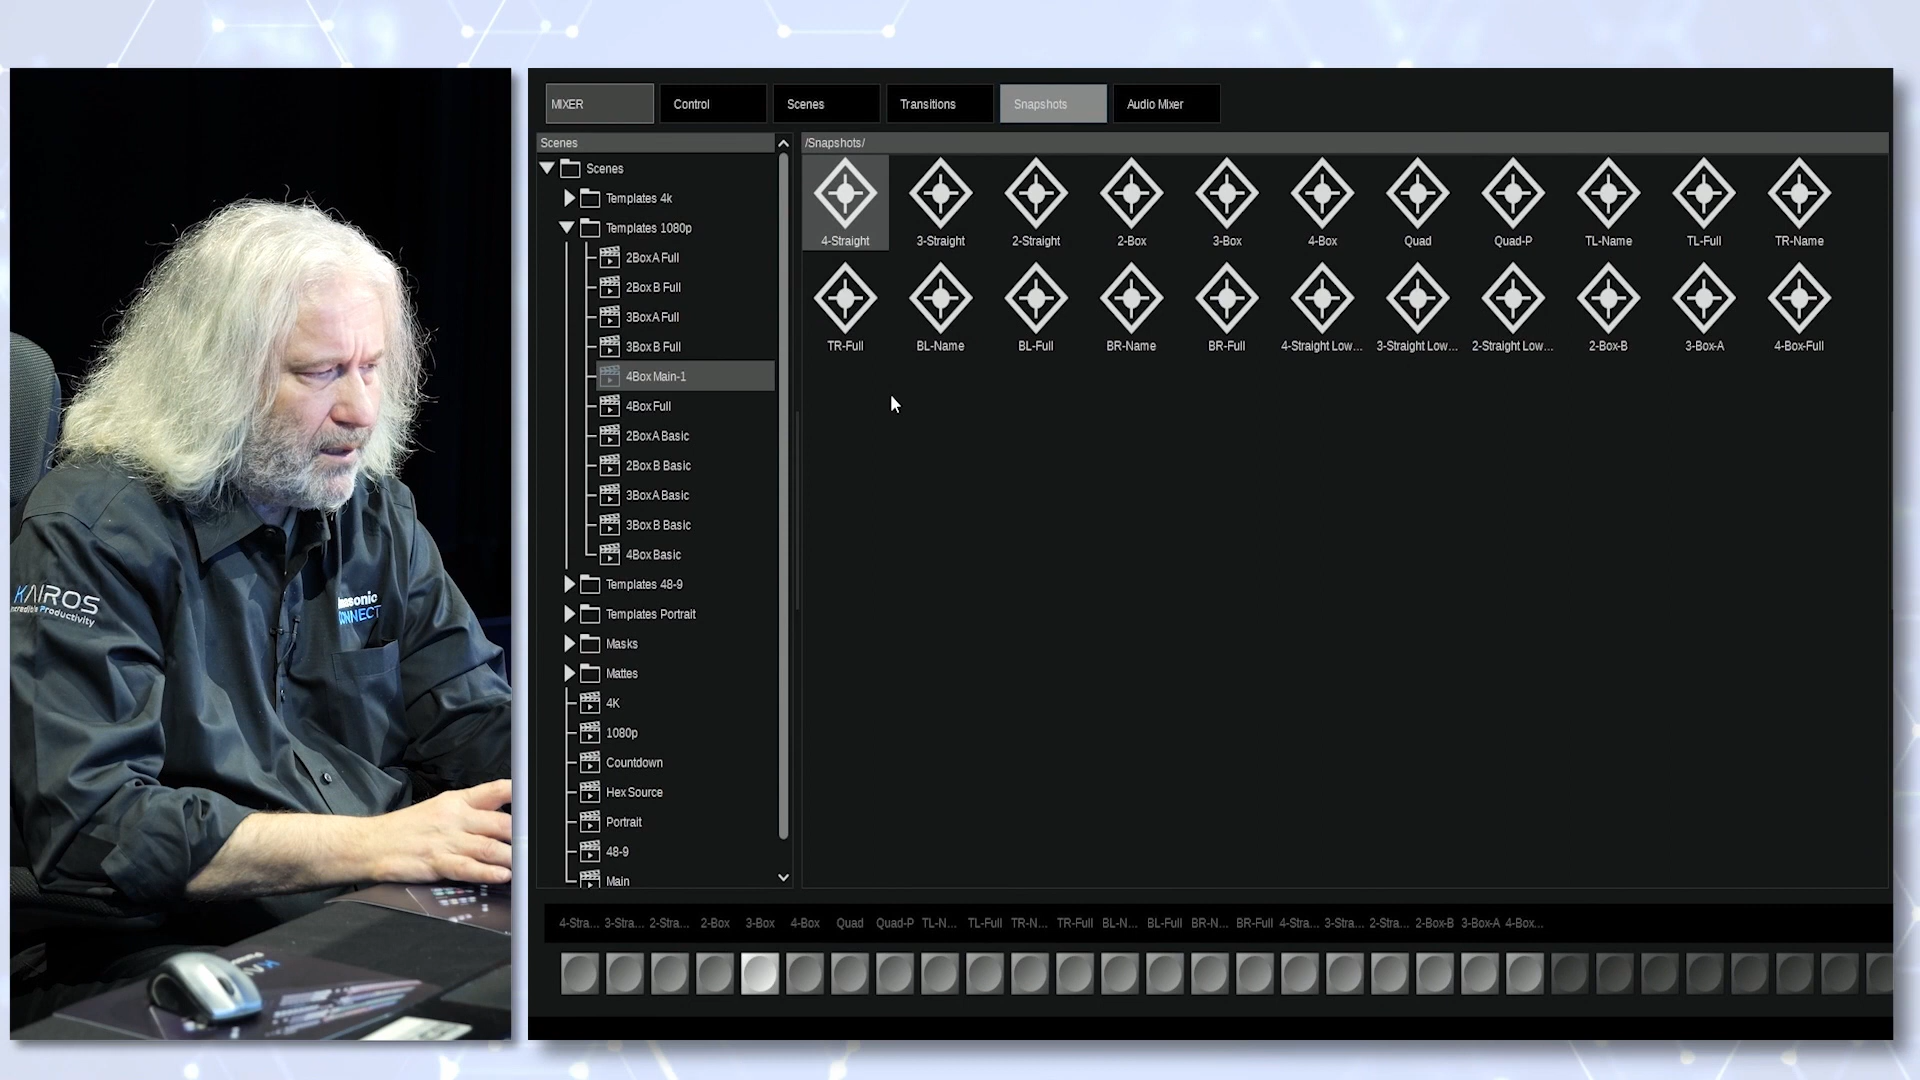 MIXER
Control
Scenes
Transitions
Snapshots
Audio Mixer
Scenes
Scenes
Templates 4k
Templates 1080p
2Box A Full
2Box B Full
3Box A Full
3Box B Full
4Box Main-1
4Box Full
2Box A Basic
2Box B Basic
3Box A Basic
3Box B Basic
4Box Basic
Templates 48-9
Templates Portrait
Masks
Mattes
4K
1080p
Countdown
Hex Source
Portrait
48-9
Main
/Snapshots/
4-Straight 3-Straight 2-Straight 2-Box 3-Box 4-Box Quad Quad-P TL-Name TL-Full TR-Name
TR-Full BL-Name BL-Full BR-Name BR-Full 4-Straight Low... 3-Straight Low... 2-Straight Low... 2-Box-B 3-Box-A 4-Box-Full
4-Stra... 3-Stra... 2-Stra... 2-Box 3-Box 4-Box Quad Quad-P TL-N... TL-Full TR-N... TR-Full BL-N... BL-Full BR-N... BR-Full 4-Stra... 3-Stra... 2-Stra... 2-Box-B 3-Box-A 4-Box...
KAIROS
Productivity
CONNECT